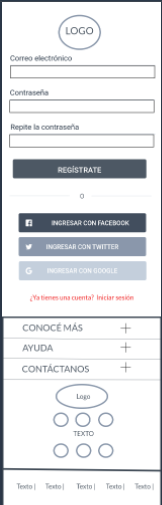 LOGO
Correo electrónico
Contraseña
Repite la contraseña
REGÍSTRATE
O
INGRESAR CON FACEBOOK
INGRESAR CON TWITTER
G INGRESAR CON GOOGLE
¿Ya tienes una cuenta? Iniciar sesión
CONOCÉ MÁS
AYUDA
CONTÁCTANOS
Logo
TEXTO
Texto | Texto | Texto | Texto | Texto |